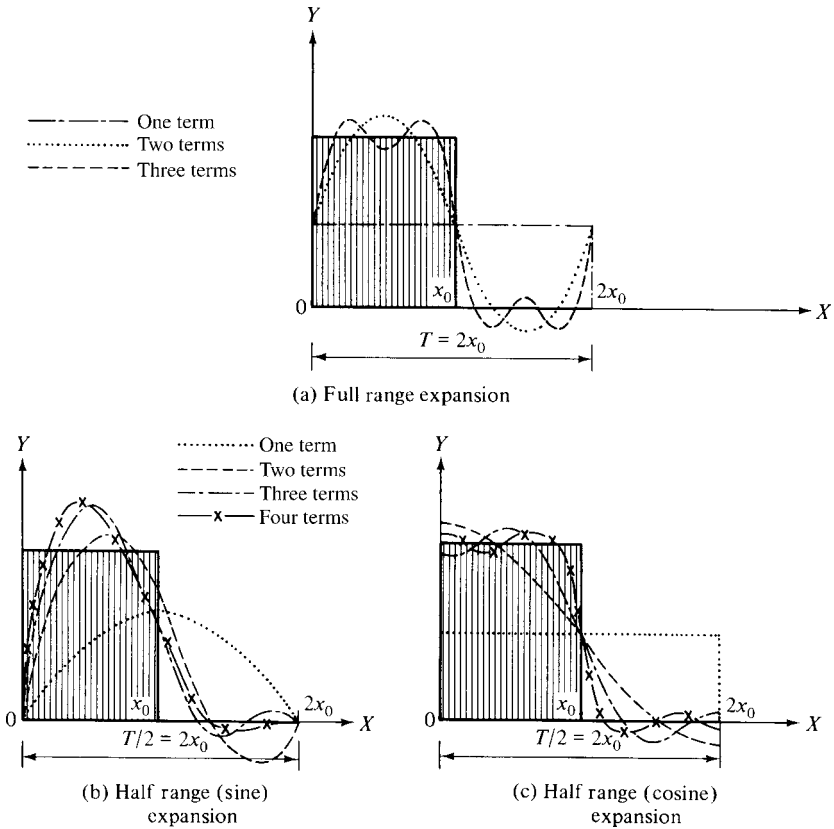 Y
One term
Two terms
Three terms
0
x₀
2x₀
X
T = 2x₀
(a) Full range expansion
Y
One term
Two terms
Three terms
X Four terms
0
x₀
2x₀
X
T/2 = 2x₀
(b) Half range (sine)
expansion
Y
0
x₀
2x₀
X
T/2 = 2x₀
(c) Half range (cosine)
expansion